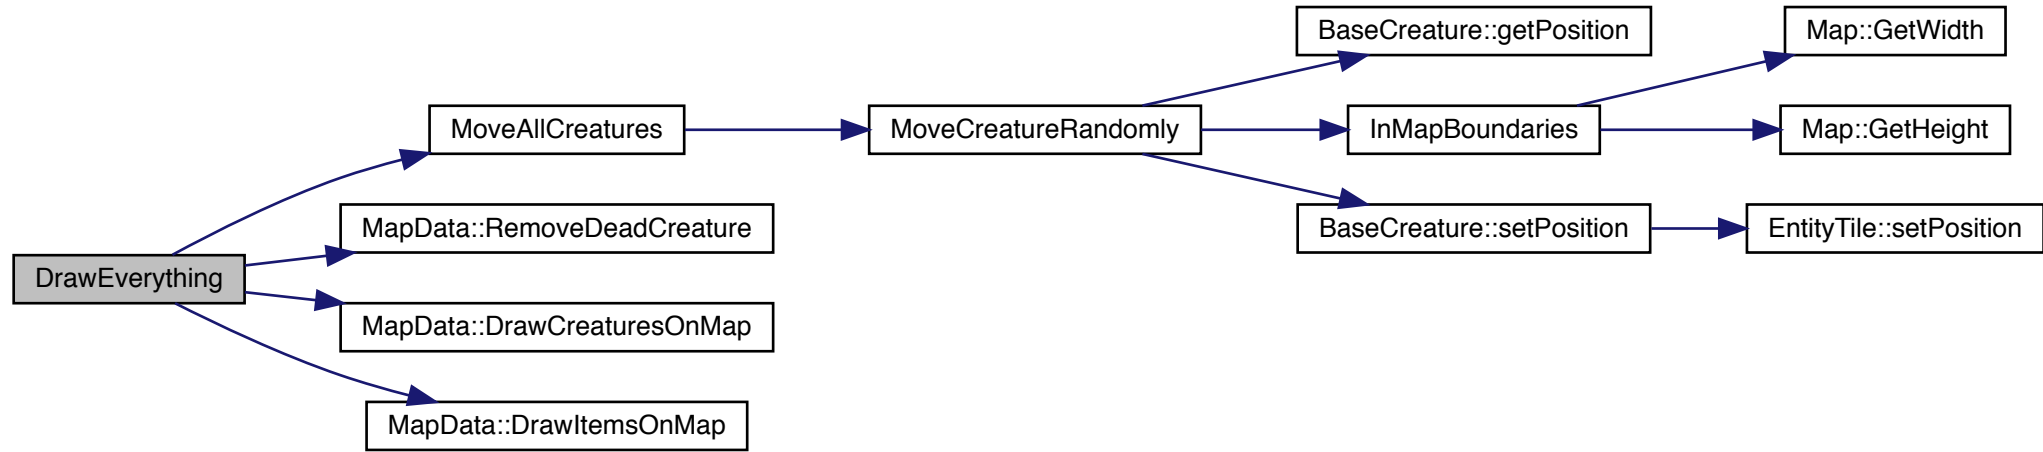 DrawEverything
MoveAllCreatures
MapData::RemoveDeadCreature
MapData::DrawCreaturesOnMap
MapData::DrawItemsOnMap
MoveCreatureRandomly
BaseCreature::getPosition
InMapBoundaries
BaseCreature::setPosition
Map::GetWidth
Map::GetHeight
EntityTile::setPosition